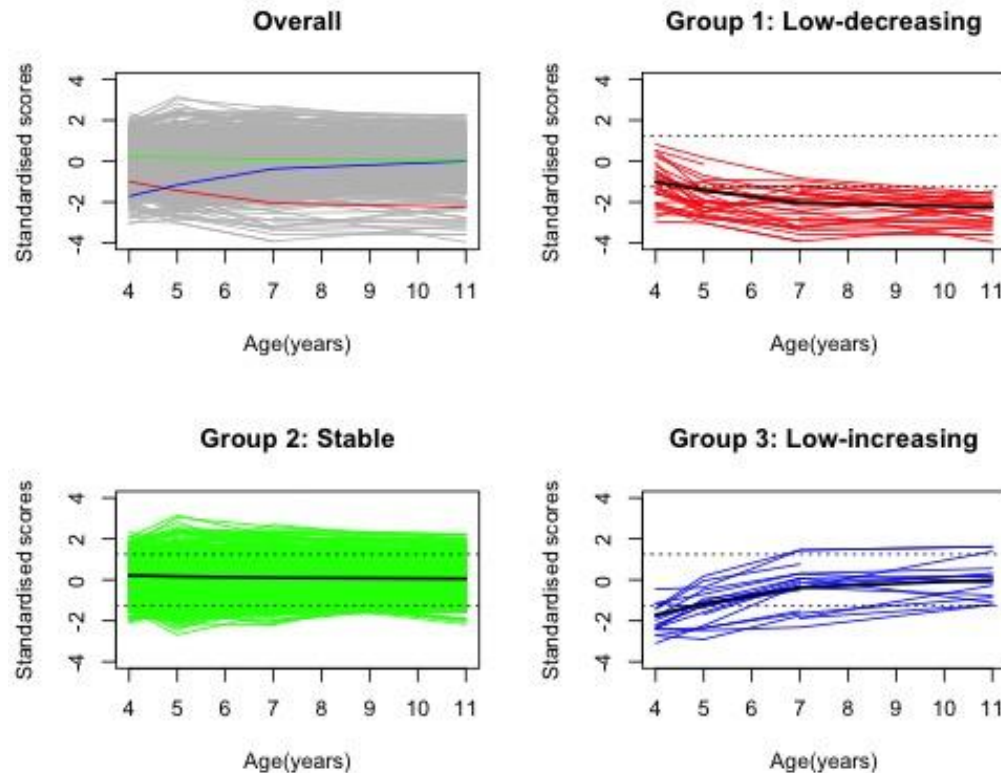 Overall
Standardised scores
4
2
0
-2
-4
4 5 6 7 8 9 10 11
Age(years)
Group 1: Low-decreasing
Standardised scores
4
2
0
-2
-4
4 5 6 7 8 9 10 11
Age(years)
Group 2: Stable
Standardised scores
4
2
0
-2
-4
4 5 6 7 8 9 10 11
Age(years)
Group 3: Low-increasing
Standardised scores
4
2
0
-2
-4
4 5 6 7 8 9 10 11
Age(years)